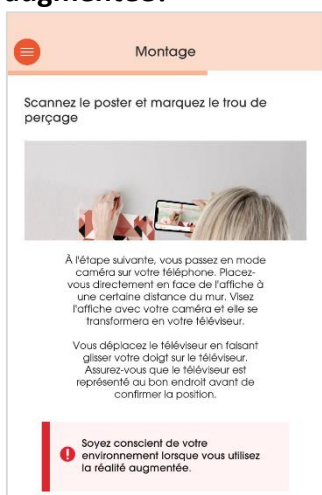 augmentée.
Montage
Scannez le poster et marquez le trou de
perçage
À l'étape suivante, vous passez en mode
caméra sur votre téléphone. Placez-
vous directement en face de l'affiche à
une certaine distance du mur. Visez
l'affiche avec votre caméra et elle se
transformera en votre téléviseur.
Vous déplacez le téléviseur en faisant
glisser votre doigt sur le téléviseur.
Assurez-vous que le téléviseur est
représenté au bon endroit avant de
confirmer la position.
Soyez conscient de votre
environnement lorsque vous utilisez
la réalité augmentée.